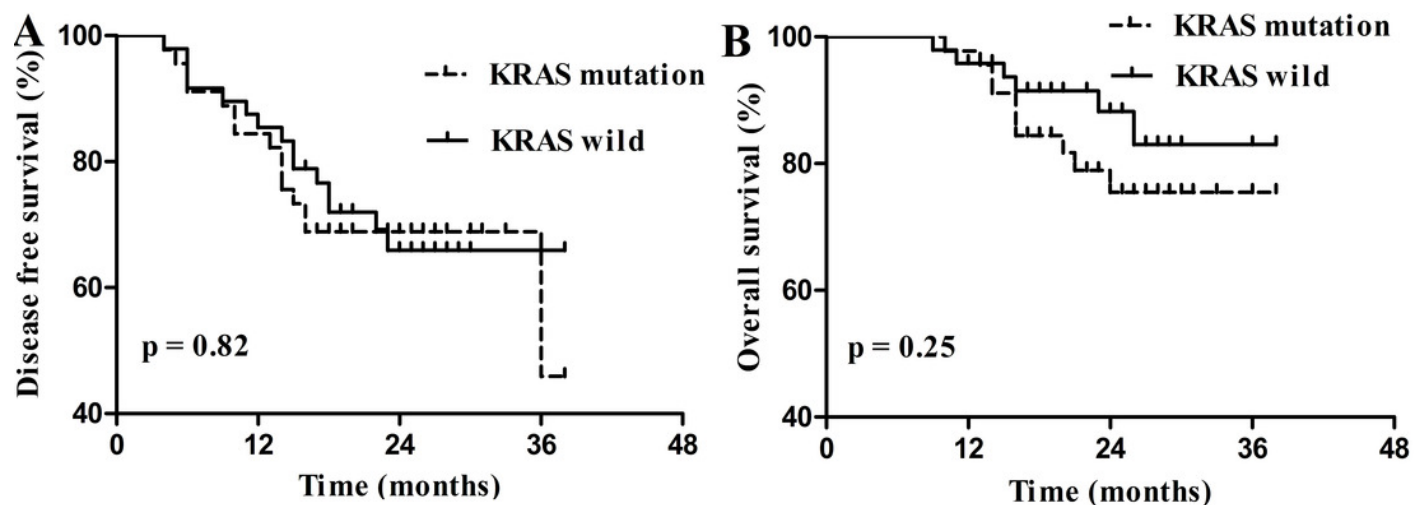 A
Disease free survival (%)
100
80
60
40
KRAS mutation
KRAS wild
p = 0.82
0 12 24 36 48
Time (months)
B
Overall survival (%)
100
80
60
40
KRAS mutation
KRAS wild
p = 0.25
0 12 24 36 48
Time (months)